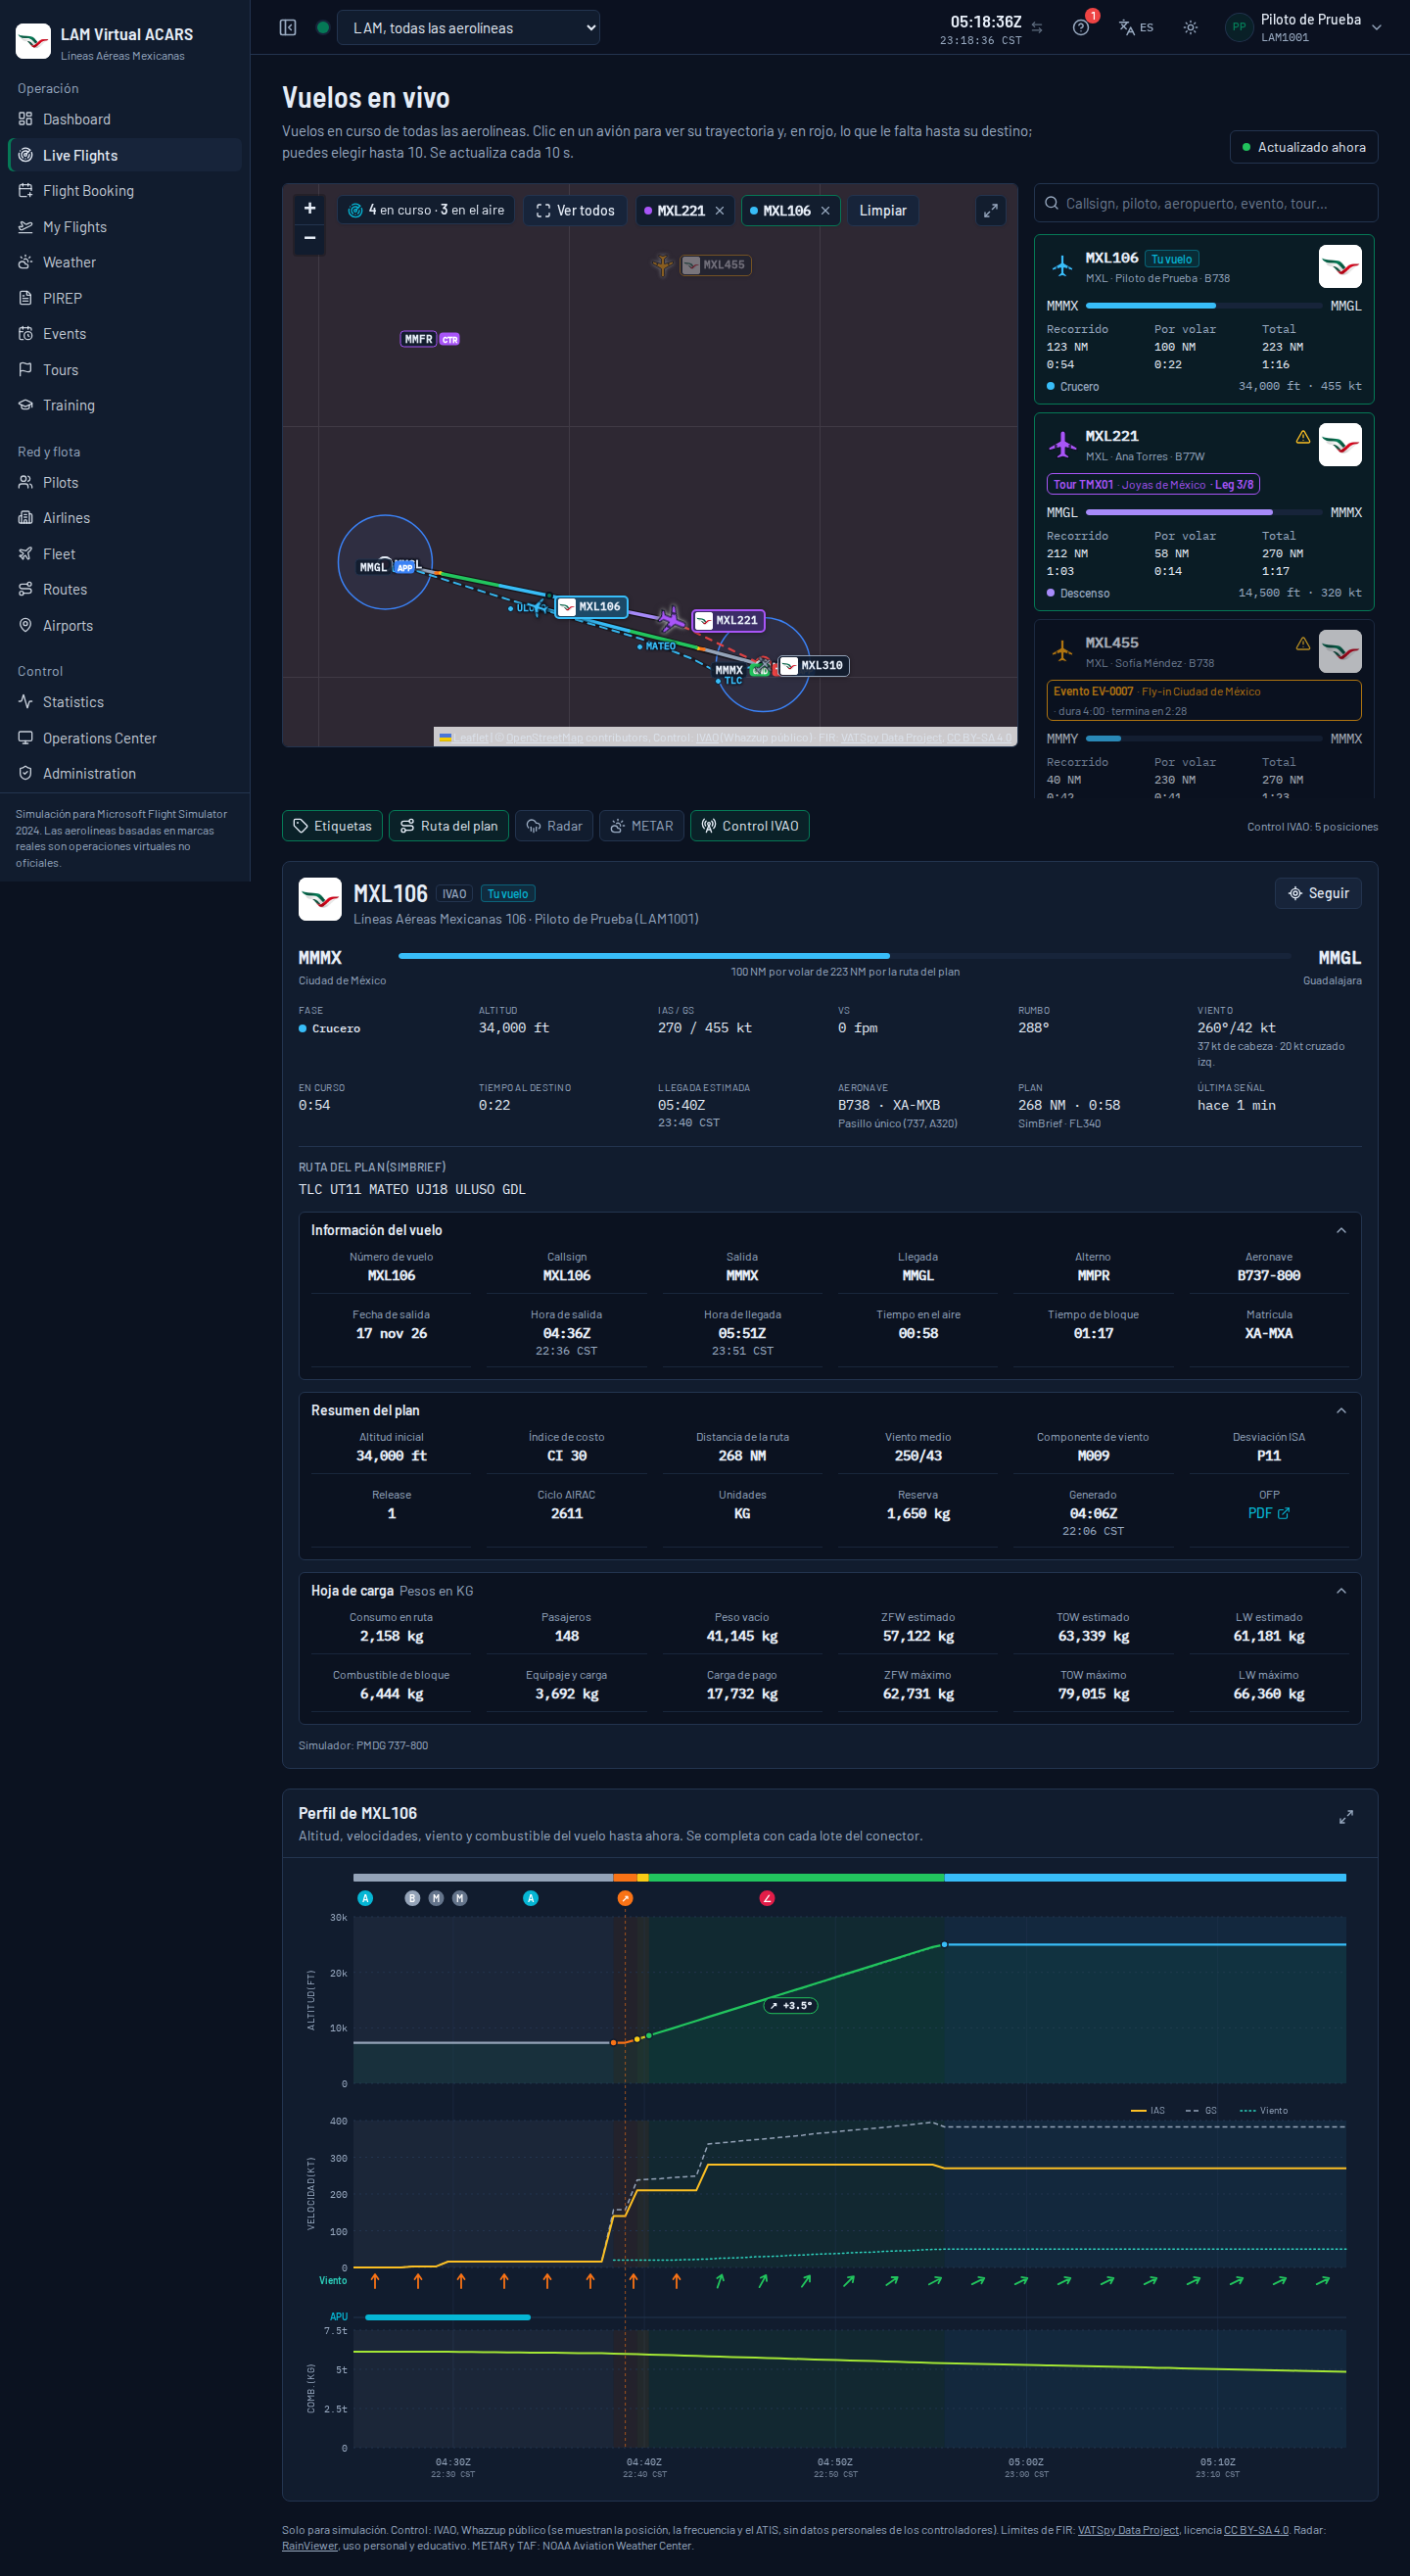 LAM Virtual ACARS
Líneas Aéreas Mexicanas
Operación
Dashboard
Live Flights
Flight Booking
My Flights
Weather
PIREP
Events
Tours
Training
Red y flota
Pilots
Airlines
Fleet
Routes
Airports
Control
Statistics
Operations Center
Administration
Simulación para Microsoft Flight Simulator
2024. Las aerolíneas basadas en marcas
reales son operaciones virtuales no
oficiales.
LAM, todas las aerolíneas
05:18:36Z
23:18:36 CST
1
ES
PP
Piloto de Prueba
LAM1001
Vuelos en vivo
Vuelos en curso de todas las aerolíneas. Clic en un avión para ver su trayectoria y, en rojo, lo que le falta hasta su destino;
puedes elegir hasta 10. Se actualiza cada 10 s.
Actualizado ahora
+
−
4 en curso · 3 en el aire
Ver todos
MXL221 ×
MXL106 ×
Limpiar
MXL455
MMFR CTR
MMGL APP
MXL106
MXL221
MATEO
MMMX
MXL310
TLC
Leaflet | © OpenStreetMap contributors, Control: IVAO (Whazzup público) · FIR: VATSpy Data Project, CC BY-SA 4.0
Callsign, piloto, aeropuerto, evento, tour...
MXL106 Tu vuelo
MXL · Piloto de Prueba · B738
MMMX MMGL
Recorrido Por volar Total
123 NM 100 NM 223 NM
0:54 0:22 1:16
Crucero 34,000 ft · 455 kt
MXL221
MXL · Ana Torres · B77W
Tour TMX01 · Joyas de México · Leg 3/8
MMGL MMMX
Recorrido Por volar Total
212 NM 58 NM 270 NM
1:03 0:14 1:17
Descenso 14,500 ft · 320 kt
MXL455
MXL · Sofía Méndez · B738
Evento EV-0007 · Fly-in Ciudad de México
· dura 4:00 · termina en 2:28
MMMY MMMX
Recorrido Por volar Total
40 NM 230 NM 270 NM
0:42 0:41 1:23
Etiquetas
Ruta del plan
Radar
METAR
Control IVAO
Control IVAO: 5 posiciones
MXL106 IVAO Tu vuelo
Líneas Aéreas Mexicanas 106 · Piloto de Prueba (LAM1001)
Seguir
MMMX MMGL
Ciudad de México 100 NM por volar de 223 NM por la ruta del plan Guadalajara
FASE ALTITUD IAS / GS VS RUMBO VIENTO
Crucero 34,000 ft 270 / 455 kt 0 fpm 288° 260°/42 kt
37 kt de cabeza · 20 kt cruzado
izq.
EN CURSO TIEMPO AL DESTINO LLEGADA ESTIMADA AERONAVE PLAN ÚLTIMA SEÑAL
0:54 0:22 05:40Z B738 · XA-MXB 268 NM · 0:58 hace 1 min
23:40 CST Pasillo único (737, A320) SimBrief · FL340
RUTA DEL PLAN (SIMBRIEF)
TLC UT11 MATEO UJ18 ULUSO GDL
Información del vuelo
Número de vuelo Callsign Salida Llegada Alterno Aeronave
MXL106 MXL106 MMMX MMGL MMPR B737-800
Fecha de salida Hora de salida Hora de llegada Tiempo en el aire Tiempo de bloque Matrícula
17 nov 26 04:36Z 05:51Z 00:58 01:17 XA-MXA
22:36 CST 23:51 CST
Resumen del plan
Altitud inicial Índice de costo Distancia de la ruta Viento medio Componente de viento Desviación ISA
34,000 ft CI 30 268 NM 250/43 M009 P11
Release Ciclo AIRAC Unidades Reserva Generado OFP
1 2611 KG 1,650 kg 04:06Z PDF
22:06 CST
Hoja de carga Pesos en KG
Consumo en ruta Pasajeros Peso vacío ZFW estimado TOW estimado LW estimado
2,158 kg 148 41,145 kg 57,122 kg 63,339 kg 61,181 kg
Combustible de bloque Equipaje y carga Carga de pago ZFW máximo TOW máximo LW máximo
6,444 kg 3,692 kg 17,732 kg 62,731 kg 79,015 kg 66,360 kg
Simulador: PMDG 737-800
Perfil de MXL106
Altitud, velocidades, viento y combustible del vuelo hasta ahora. Se completa con cada lote del conector.
A B M M A
ALTITUD (FT)
30k
20k
10k
0
↗ +3.5°
IAS GS Viento
VELOCIDAD (KT)
400
300
200
100
0
Viento
APU
COMB. (KG)
7.5t
5t
2.5t
0
04:30Z 04:40Z 04:50Z 05:00Z 05:10Z
22:30 CST 22:40 CST 22:50 CST 23:00 CST 23:10 CST
Solo para simulación. Control: IVAO, Whazzup público (se muestran la posición, la frecuencia y el ATIS, sin datos personales de los controladores). Límites de FIR: VATSpy Data Project, licencia CC BY-SA 4.0. Radar:
RainViewer, uso personal y educativo. METAR y TAF: NOAA Aviation Weather Center.